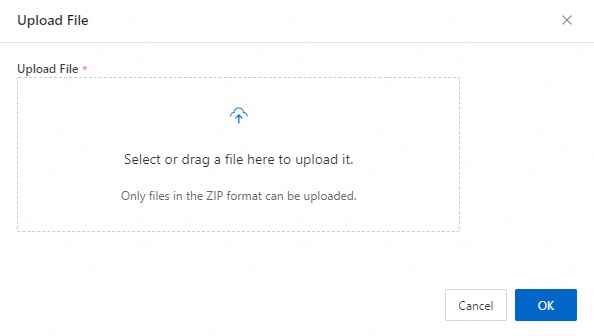 Upload File
Upload File *
Select or drag a file here to upload it.
Only files in the ZIP format can be uploaded.
Cancel
OK